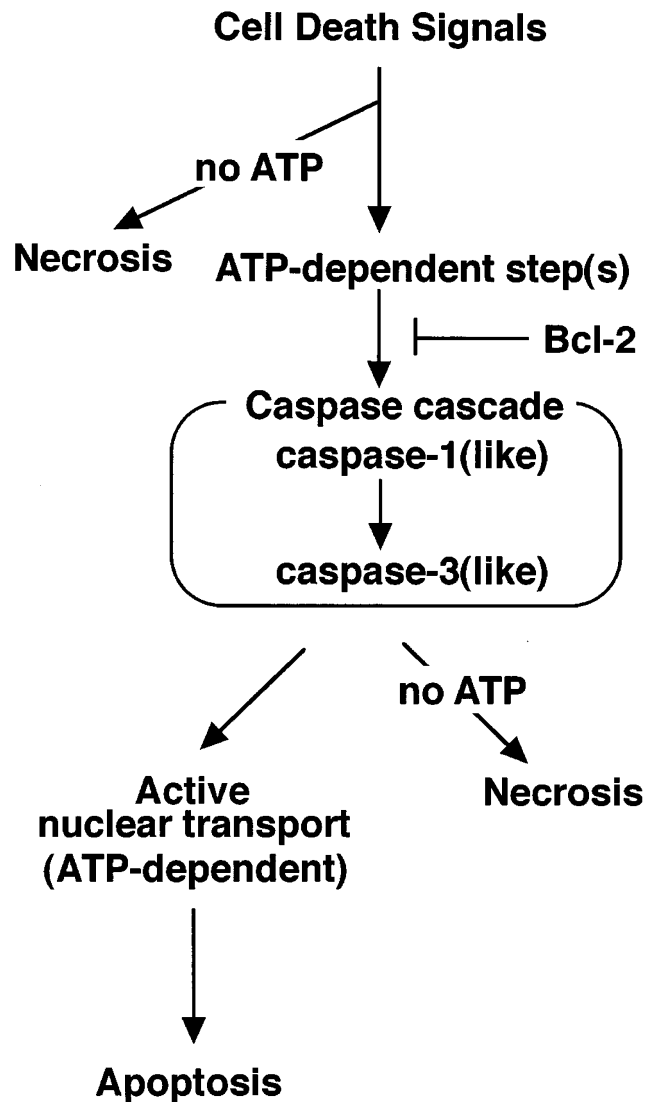 Cell Death Signals
no ATP
Necrosis
ATP-dependent step(s)
Bcl-2
Caspase cascade
caspase-1(like)
caspase-3(like)
no ATP
Necrosis
Active
nuclear transport
(ATP-dependent)
Apoptosis